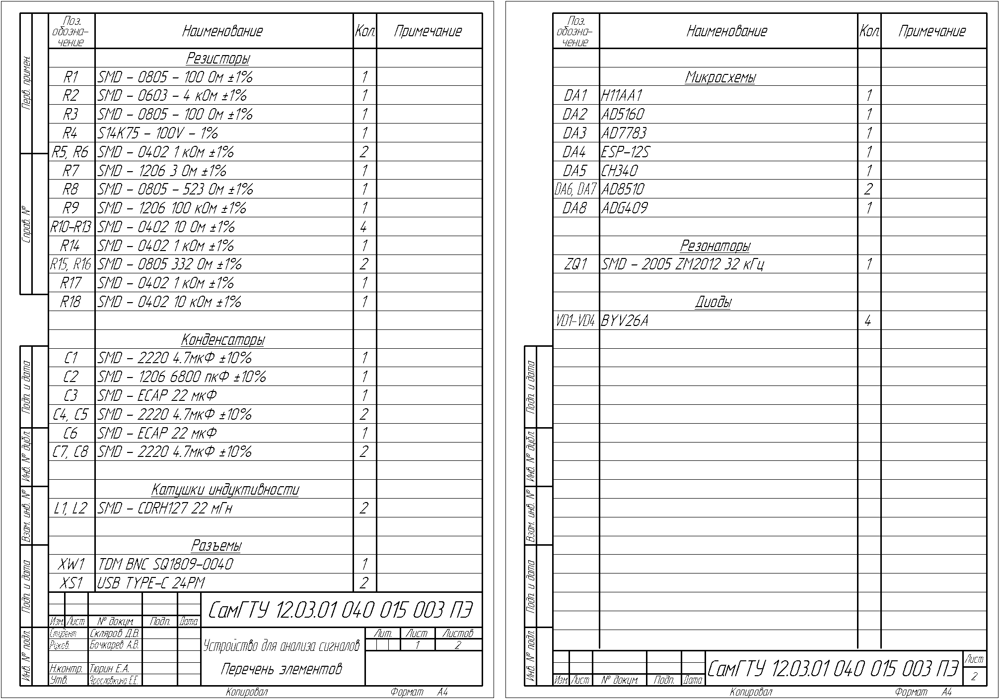 Поз. обозна-чение Наименование Кол. Примечание
Резисторы
R1 SMD - 0805 - 100 Ом ±1% 1
R2 SMD - 0603 - 4 кОм ±1% 1
R3 SMD - 0805 - 100 Ом ±1% 1
R4 S14K75 - 100V - 1% 1
R5, R6 SMD - 0402 1 кОм ±1% 2
R7 SMD - 1206 3 Ом ±1% 1
R8 SMD - 0805 - 523 Ом ±1% 1
R9 SMD - 1206 100 кОм ±1% 1
R10-R13 SMD - 0402 10 Ом ±1% 4
R14 SMD - 0402 1 кОм ±1% 1
R15, R16 SMD - 0805 332 Ом ±1% 2
R17 SMD - 0402 1 кОм ±1% 1
R18 SMD - 0402 10 кОм ±1% 1
Конденсаторы
C1 SMD - 2220 4.7мкФ ±10% 1
C2 SMD - 1206 6800 пкФ ±10% 1
C3 SMD - ECAP 22 мкФ 1
C4, C5 SMD - 2220 4.7мкФ ±10% 2
C6 SMD - ECAP 22 мкФ 1
C7, C8 SMD - 2220 4.7мкФ ±10% 2
Катушки индуктивности
L1, L2 SMD - CDRH127 22 мГн 2
Разъемы
XW1 TDM BNC SQ1809-0040 1
XS1 USB TYPE-C 24PM 2
Перв. примен.
Справ. №
Подп. и дата
Инв. № дубл.
Взам. инв. №
Подп. и дата
Инв. № подл.
СамГТУ 12.03.01 040 015 003 ПЭ
Изм. Лист № докум. Подп. Дата
Студент Скляров Д.В.
Руков. Бочкарев А.В.
Н.контр. Тюрин Е.А.
Утв. Ярославкина Е.Е.
Устройство для анализа сигналов
Перечень элементов
Лит. Лист Листов
1 2
Копировал Формат А4
Поз. обозна-чение Наименование Кол. Примечание
Микросхемы
DA1 H11AA1 1
DA2 AD5160 1
DA3 AD7783 1
DA4 ESP-12S 1
DA5 CH340 1
DA6, DA7 AD8510 2
DA8 ADG409 1
Резонаторы
ZQ1 SMD - 2005 ZM2012 32 кГц 1
Диоды
VD1-VD4 BYV26A 4
Подп. и дата
Инв. № дубл.
Взам. инв. №
Подп. и дата
Инв. № подл.
Изм. Лист № докум. Подп. Дата
СамГТУ 12.03.01 040 015 003 ПЭ
Лист
2
Копировал Формат А4